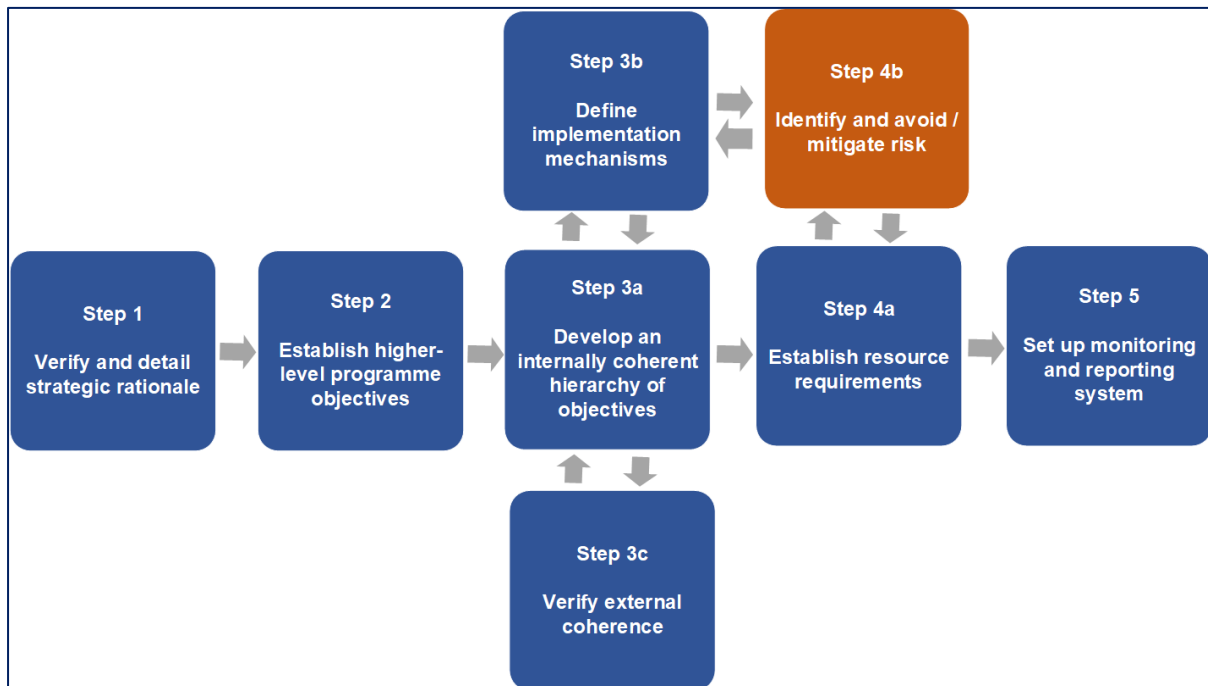 Step 3b
Define
implementation
mechanisms
Step 4b
Identify and avoid /
mitigate risk
Step 1
Verify and detail
strategic rationale
Step 2
Establish higher-
level programme
objectives
Step 3a
Develop an
internally coherent
hierarchy of
objectives
Step 4a
Establish resource
requirements
Step 5
Set up monitoring
and reporting
system
Step 3c
Verify external
coherence